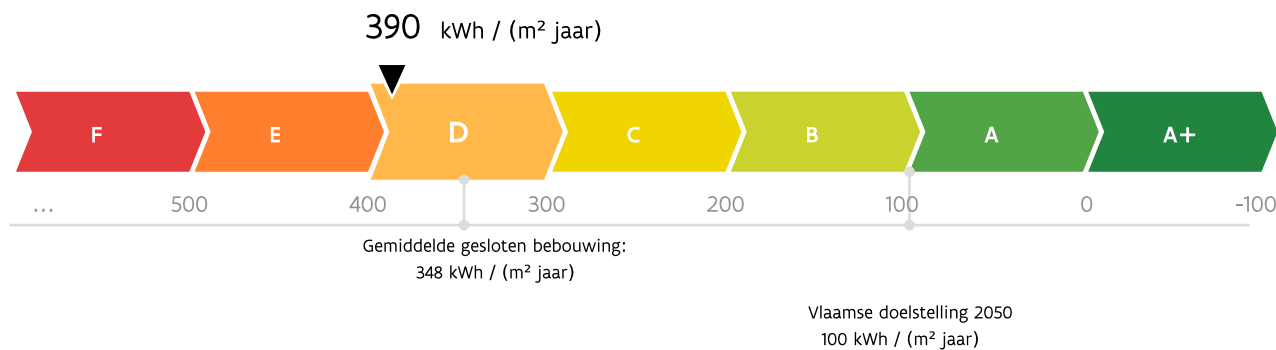 390 kWh / (m² jaar)
F E D C B A A+
... 500 400 300 200 100 0 -100
Gemiddelde gesloten bebouwing:
348 kWh / (m² jaar)
Vlaamse doelstelling 2050
100 kWh / (m² jaar)